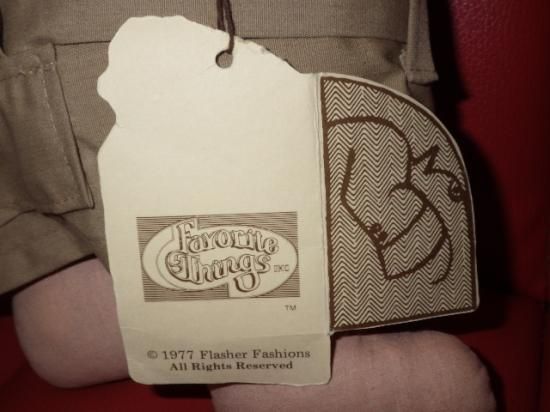 Favorite
Things INC
™
© 1977 Flasher Fashions
All Rights Reserved